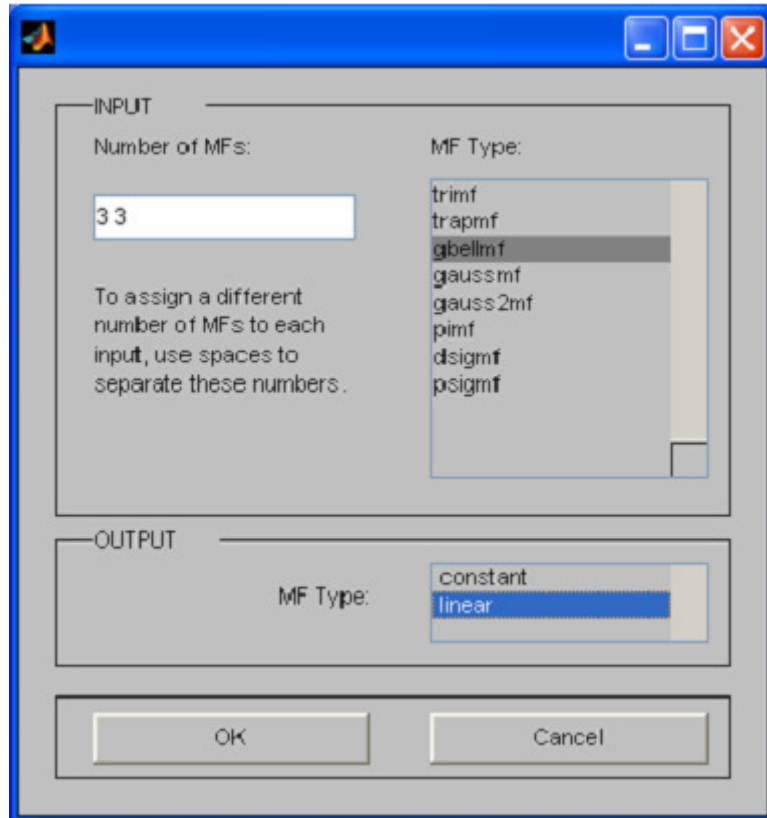 INPUT
Number of MFs:
3 3
To assign a different
number of MFs to each
input, use spaces to
separate these numbers.
MF Type:
trimf
trapmf
gbellmf
gaussmf
gauss2mf
pimf
dsigmf
psigmf
OUTPUT
MF Type:
constant
linear
OK
Cancel